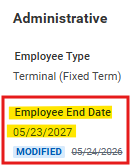 Administrative
Employee Type
Terminal (Fixed Term)
Employee End Date
05/23/2027
MODIFIED 05/24/2026